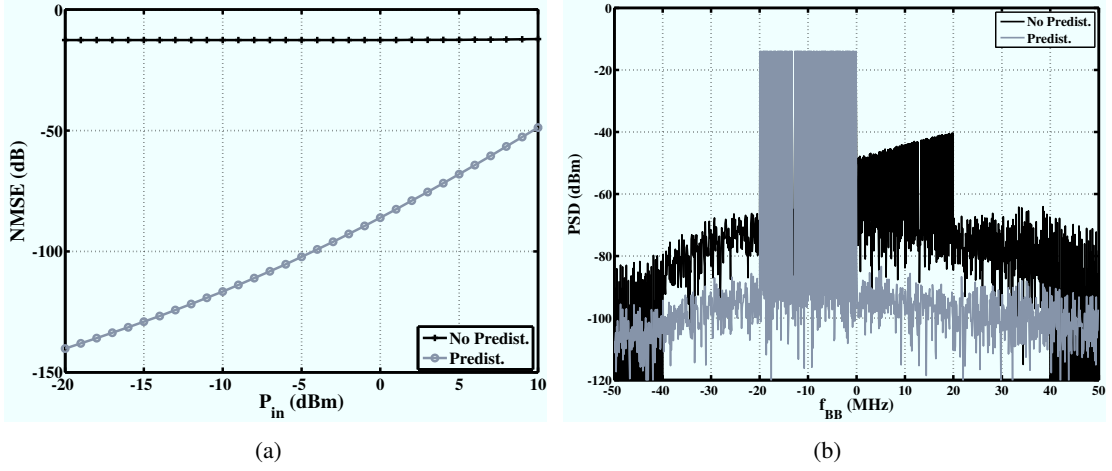 0
-50
-100
-150
NMSE (dB)
-20
-15
-10
-5
0
5
10
P_in (dBm)
No Predist.
Predist.
(a)
0
-20
-40
-60
-80
-100
-120
PSD (dBm)
-50
-40
-30
-20
-10
0
10
20
30
40
50
f_BB (MHz)
No Predist.
Predist.
(b)